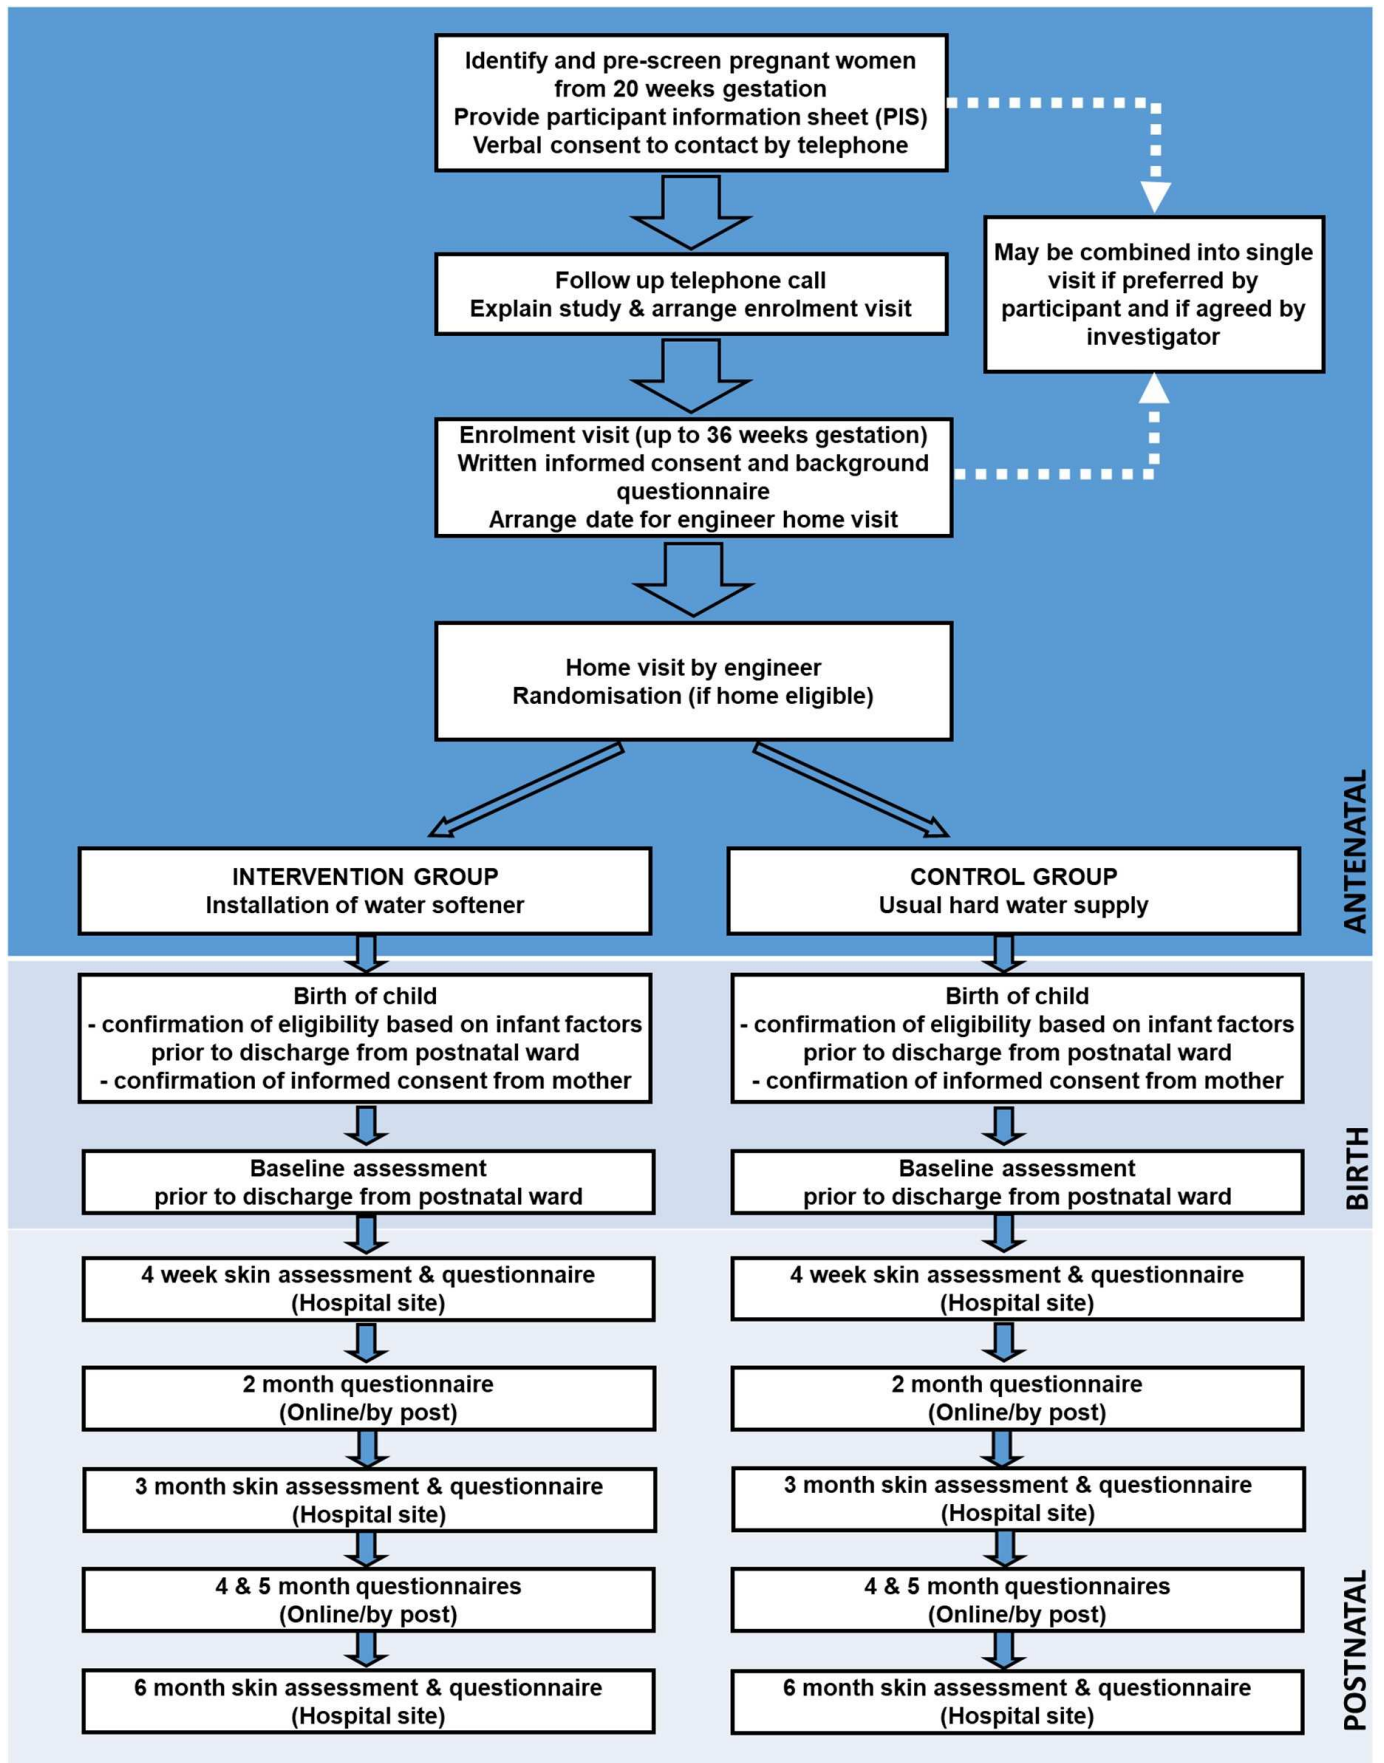 Identify and pre-screen pregnant women
from 20 weeks gestation
Provide participant information sheet (PIS)
Verbal consent to contact by telephone
May be combined into single
visit if preferred by
participant and if agreed by
investigator
Follow up telephone call
Explain study & arrange enrolment visit
Enrolment visit (up to 36 weeks gestation)
Written informed consent and background
questionnaire
Arrange date for engineer home visit
Home visit by engineer
Randomisation (if home eligible)
ANTENATAL
INTERVENTION GROUP
Installation of water softener
CONTROL GROUP
Usual hard water supply
Birth of child
- confirmation of eligibility based on infant factors
prior to discharge from postnatal ward
- confirmation of informed consent from mother
Birth of child
- confirmation of eligibility based on infant factors
prior to discharge from postnatal ward
- confirmation of informed consent from mother
BIRTH
Baseline assessment
prior to discharge from postnatal ward
Baseline assessment
prior to discharge from postnatal ward
4 week skin assessment & questionnaire
(Hospital site)
4 week skin assessment & questionnaire
(Hospital site)
2 month questionnaire
(Online/by post)
2 month questionnaire
(Online/by post)
3 month skin assessment & questionnaire
(Hospital site)
3 month skin assessment & questionnaire
(Hospital site)
4 & 5 month questionnaires
(Online/by post)
4 & 5 month questionnaires
(Online/by post)
POSTNATAL
6 month skin assessment & questionnaire
(Hospital site)
6 month skin assessment & questionnaire
(Hospital site)